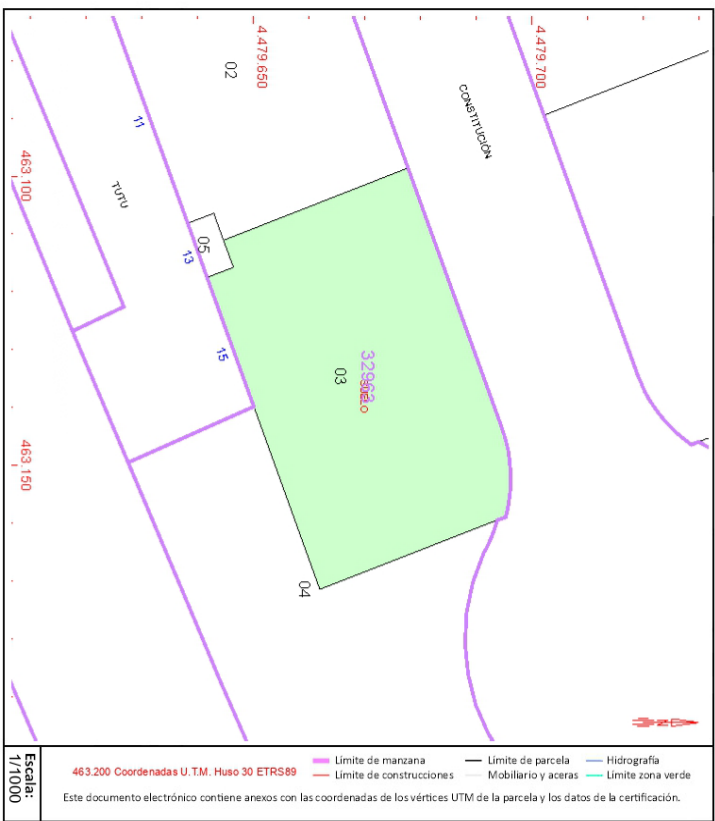 4.479.650
4.479.700
02
CONSTITUCIÓN
11
463.100
TUTU
05
13
15
32963
SUELO
03
463.150
04
N
Escala:
1/1000
463.200 Coordenadas U.T.M. Huso 30 ETRS89
Límite de manzana
Límite de parcela
Hidrografía
Límite de construcciones
Mobiliario y aceras
Límite zona verde
Este documento electrónico contiene anexos con las coordenadas de los vértices UTM de la parcela y los datos de la certificación.